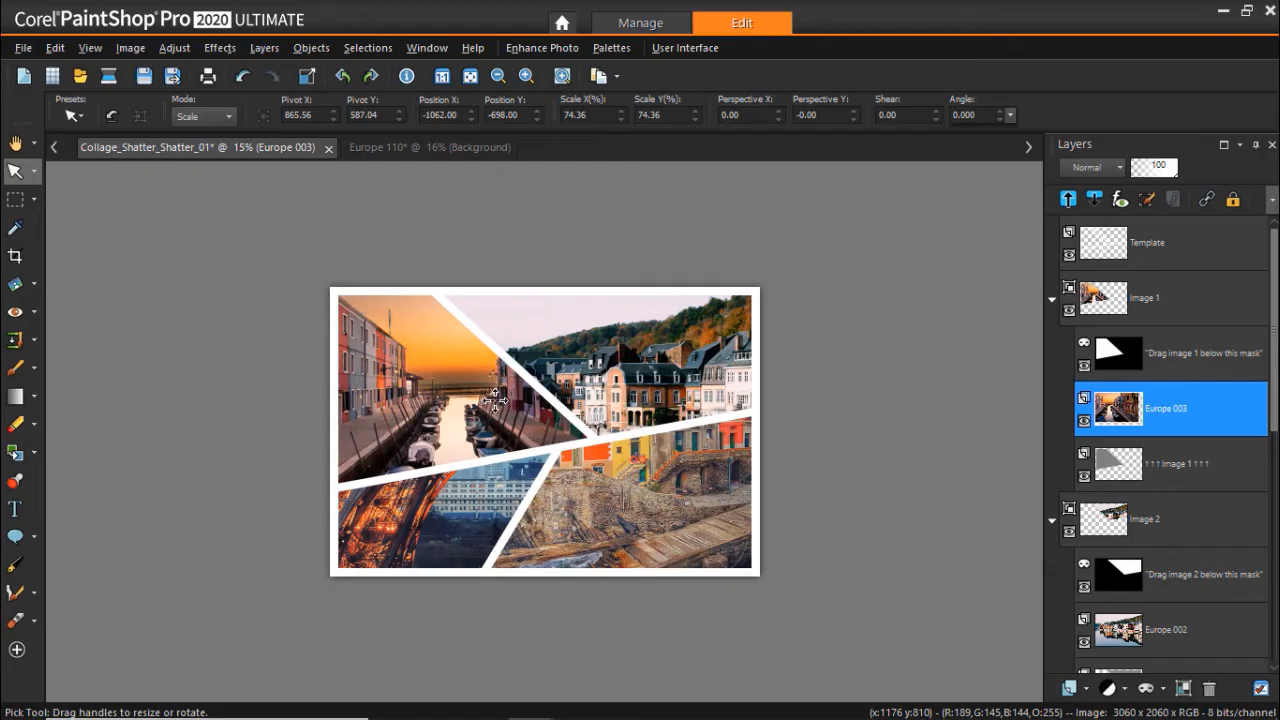 Corel PaintShop Pro 2020 ULTIMATE
Manage
Edit
File Edit View Image Adjust Effects Layers Objects Selections Window Help Enhance Photo Palettes User Interface
Presets: Mode: Pivot X: Pivot Y: Position X: Position Y: Scale X(%): Scale Y(%): Perspective X: Perspective Y: Shear: Angle:
Scale 865.56 587.04 -1062.00 -698.00 74.36 74.36 0.00 -0.00 0.00 0.000
Collage_Shatter_Shatter_01* @ 15% (Europe 003)
Europe 110* @ 16% (Background)
Layers
Normal
100
Template
Image 1
"Drag image 1 below this mask"
Europe 003
↑↑↑ Image 1 ↑↑↑
Image 2
"Drag image 2 below this mask"
Europe 002
Pick Tool: Drag handles to resize or rotate.
(x:1176 y:810) - (R:189,G:145,B:144,O:255) -- Image: 3060 x 2060 x RGB - 8 bits/channel